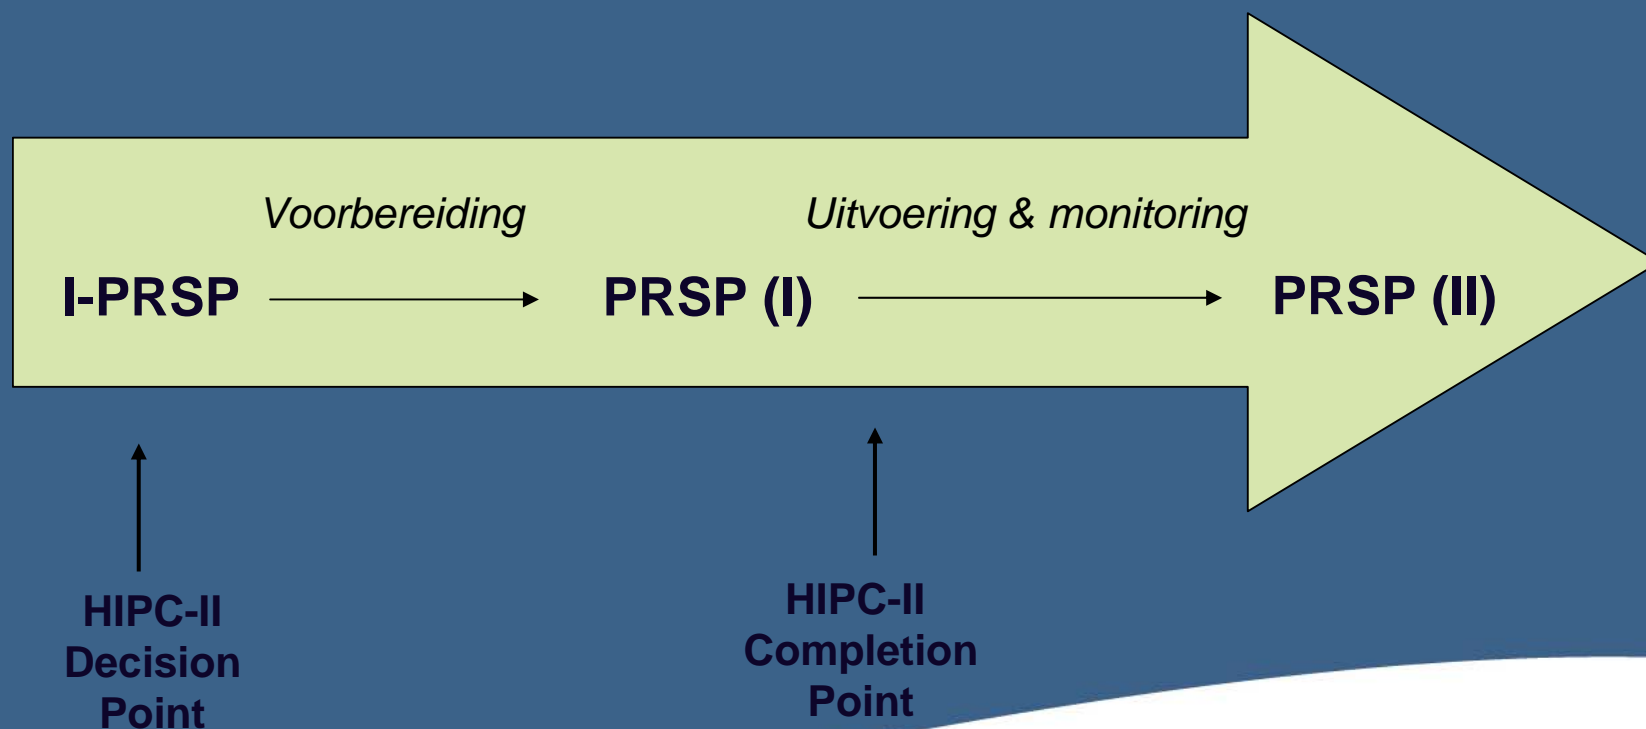 Voorbereiding
Uitvoering & monitoring
I-PRSP
PRSP (I)
PRSP (II)
HIPC-II
Decision
Point
HIPC-II
Completion
Point